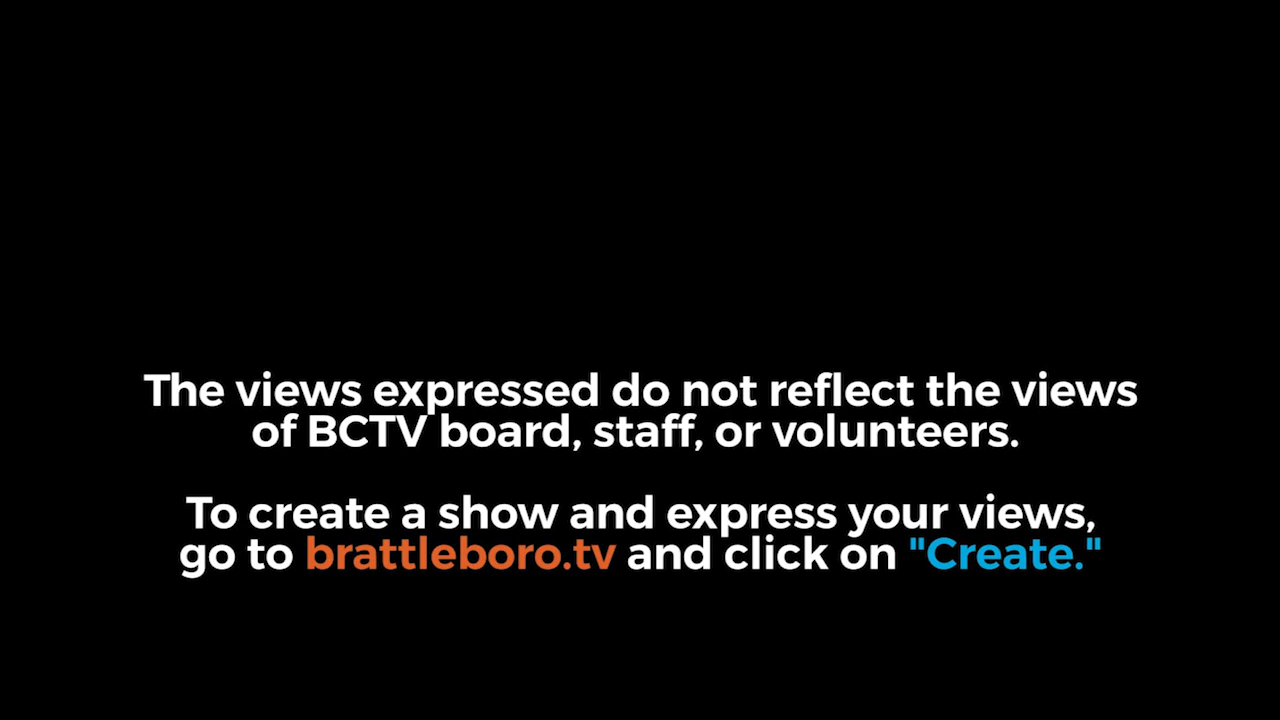 The views expressed do not reflect the views
of BCTV board, staff, or volunteers.
To create a show and express your views,
go to brattleboro.tv and click on "Create."